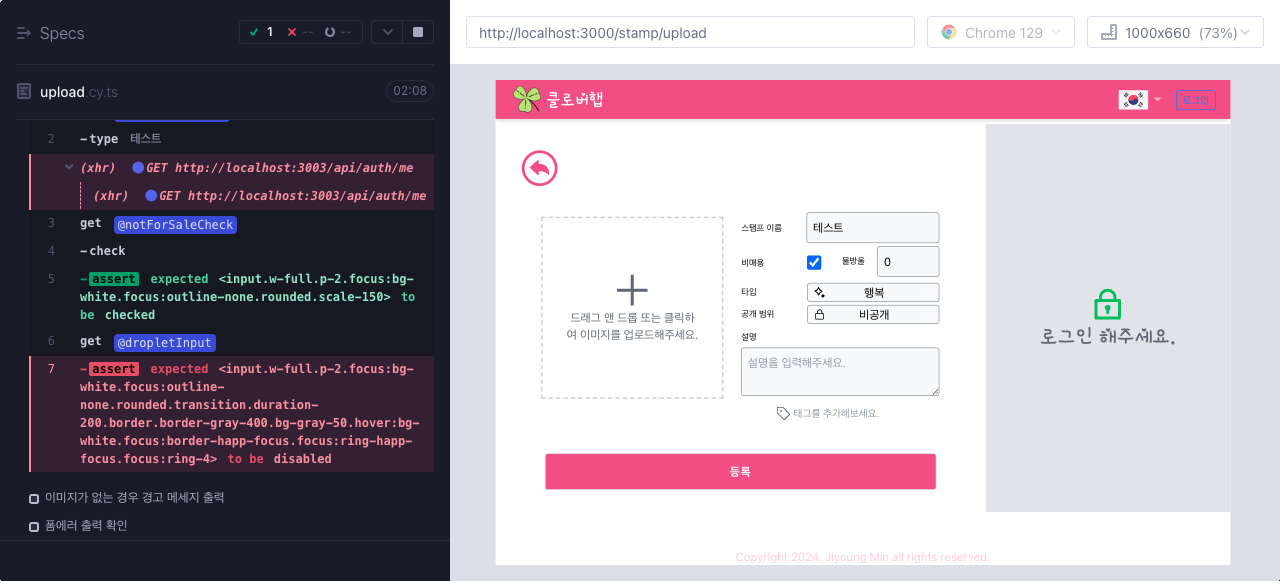 Specs
1
--
--
upload.cy.ts
02:08
2 -type 테스트
(xhr) GET http://localhost:3003/api/auth/me
(xhr) GET http://localhost:3003/api/auth/me
3 get @notForSaleCheck
4 -check
5 -assert expected <input.w-full.p-2.focus:bg-
white.focus:outline-none.rounded.scale-150> to
be checked
6 get @dropletInput
7 -assert expected <input.w-full.p-2.focus:bg-
white.focus:outline-
none.rounded.transition.duration-
200.border.border-gray-400.bg-gray-50.hover:bg-
white.focus:border-happ-focus.focus:ring-happ-
focus.focus:ring-4> to be disabled
이미지가 없는 경우 경고 메세지 출력
폼에러 출력 확인
http://localhost:3000/stamp/upload
Chrome 129
1000x660 (73%)
클로버햅
로그인
드래그 앤 드롭 또는 클릭하
여 이미지를 업로드해주세요.
스탬프 이름 테스트
비매용 물방울 0
타입 행복
공개 범위 비공개
설명
설명을 입력해주세요.
태그를 추가해보세요.
등록
로그인 해주세요.
Copyright 2024. Jiyoung Min all rights reserved.